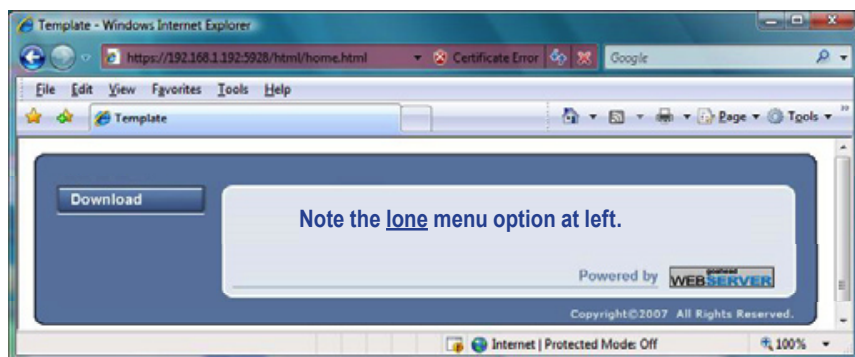 Template - Windows Internet Explorer
https://192.168.1.192:5928/html/home.html Certificate Error Google
File Edit View Favorites Tools Help
Template Page Tools
Download
Note the lone menu option at left.
Powered by goahead WEBSERVER
Copyright©2007 All Rights Reserved.
Internet | Protected Mode: Off 100%